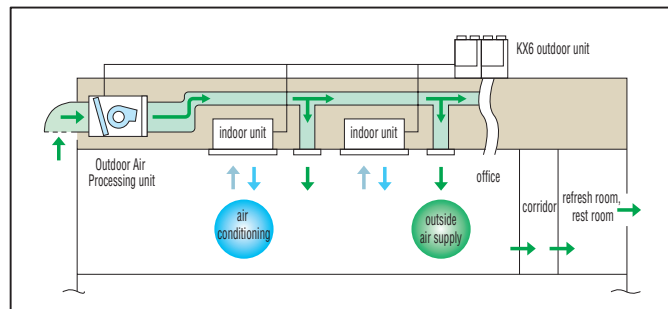 KX6 outdoor unit
indoor unit
indoor unit
Outdoor Air
Processing unit
office
corridor
refresh room,
rest room
air
conditioning
outside
air supply